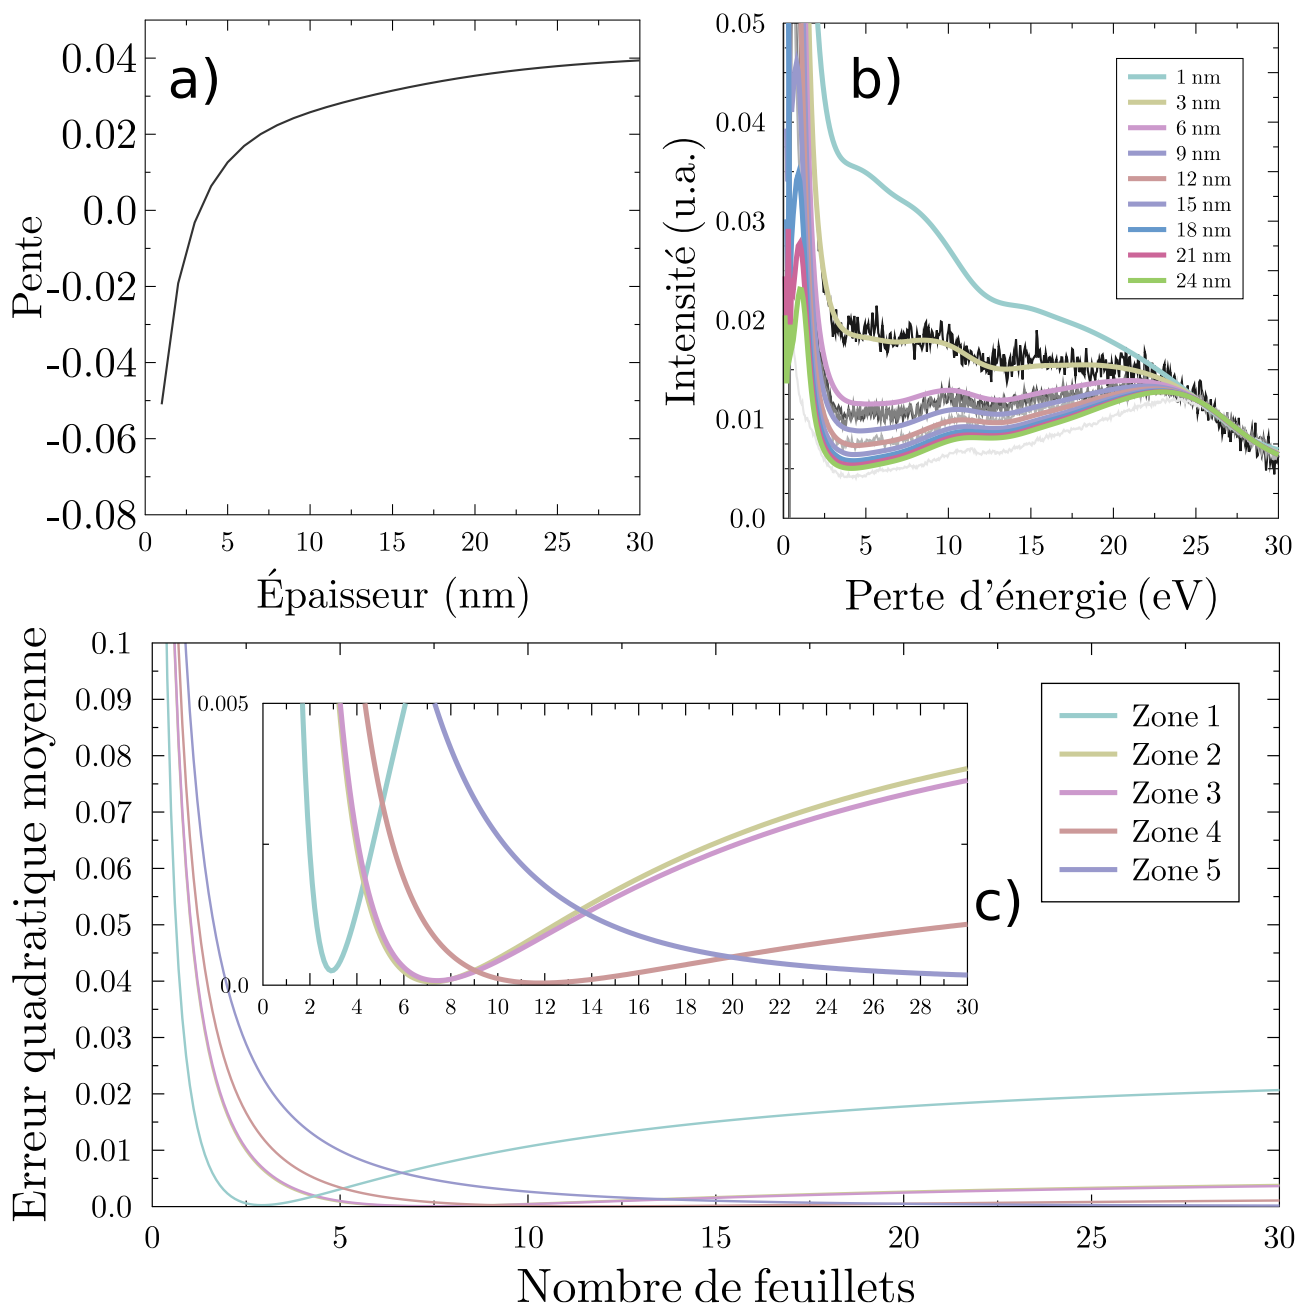 a)
0.04
0.02
0.0
-0.02
-0.04
-0.06
-0.08
Pente
0 5 10 15 20 25 30
Épaisseur (nm)
b)
0.05
0.04
0.03
0.02
0.01
0.0
Intensité (u.a.)
1 nm
3 nm
6 nm
9 nm
12 nm
15 nm
18 nm
21 nm
24 nm
0 5 10 15 20 25 30
Perte d'énergie (eV)
0.1
0.09
0.08
0.07
0.06
0.05
0.04
0.03
0.02
0.01
0.0
Erreur quadratique moyenne
0.005
0.0
0 2 4 6 8 10 12 14 16 18 20 22 24 26 28 30
c)
Zone 1
Zone 2
Zone 3
Zone 4
Zone 5
0 5 10 15 20 25 30
Nombre de feuillets